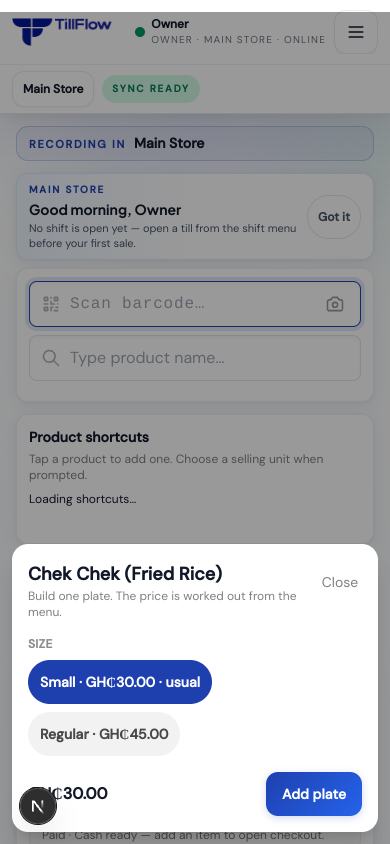 TillFlow
Owner
OWNER · MAIN STORE · ONLINE
Main Store
SYNC READY
RECORDING IN Main Store
MAIN STORE
Good morning, Owner
No shift is open yet — open a till from the shift menu
before your first sale.
Got it
Scan barcode…
Type product name…
Product shortcuts
Tap a product to add one. Choose a selling unit when
prompted.
Loading shortcuts…
Chek Chek (Fried Rice)
Build one plate. The price is worked out from the
menu.
Close
SIZE
Small · GH₵30.00 · usual
Regular · GH₵45.00
₵30.00
N
Add plate
Paid · Cash ready — add an item to open checkout.